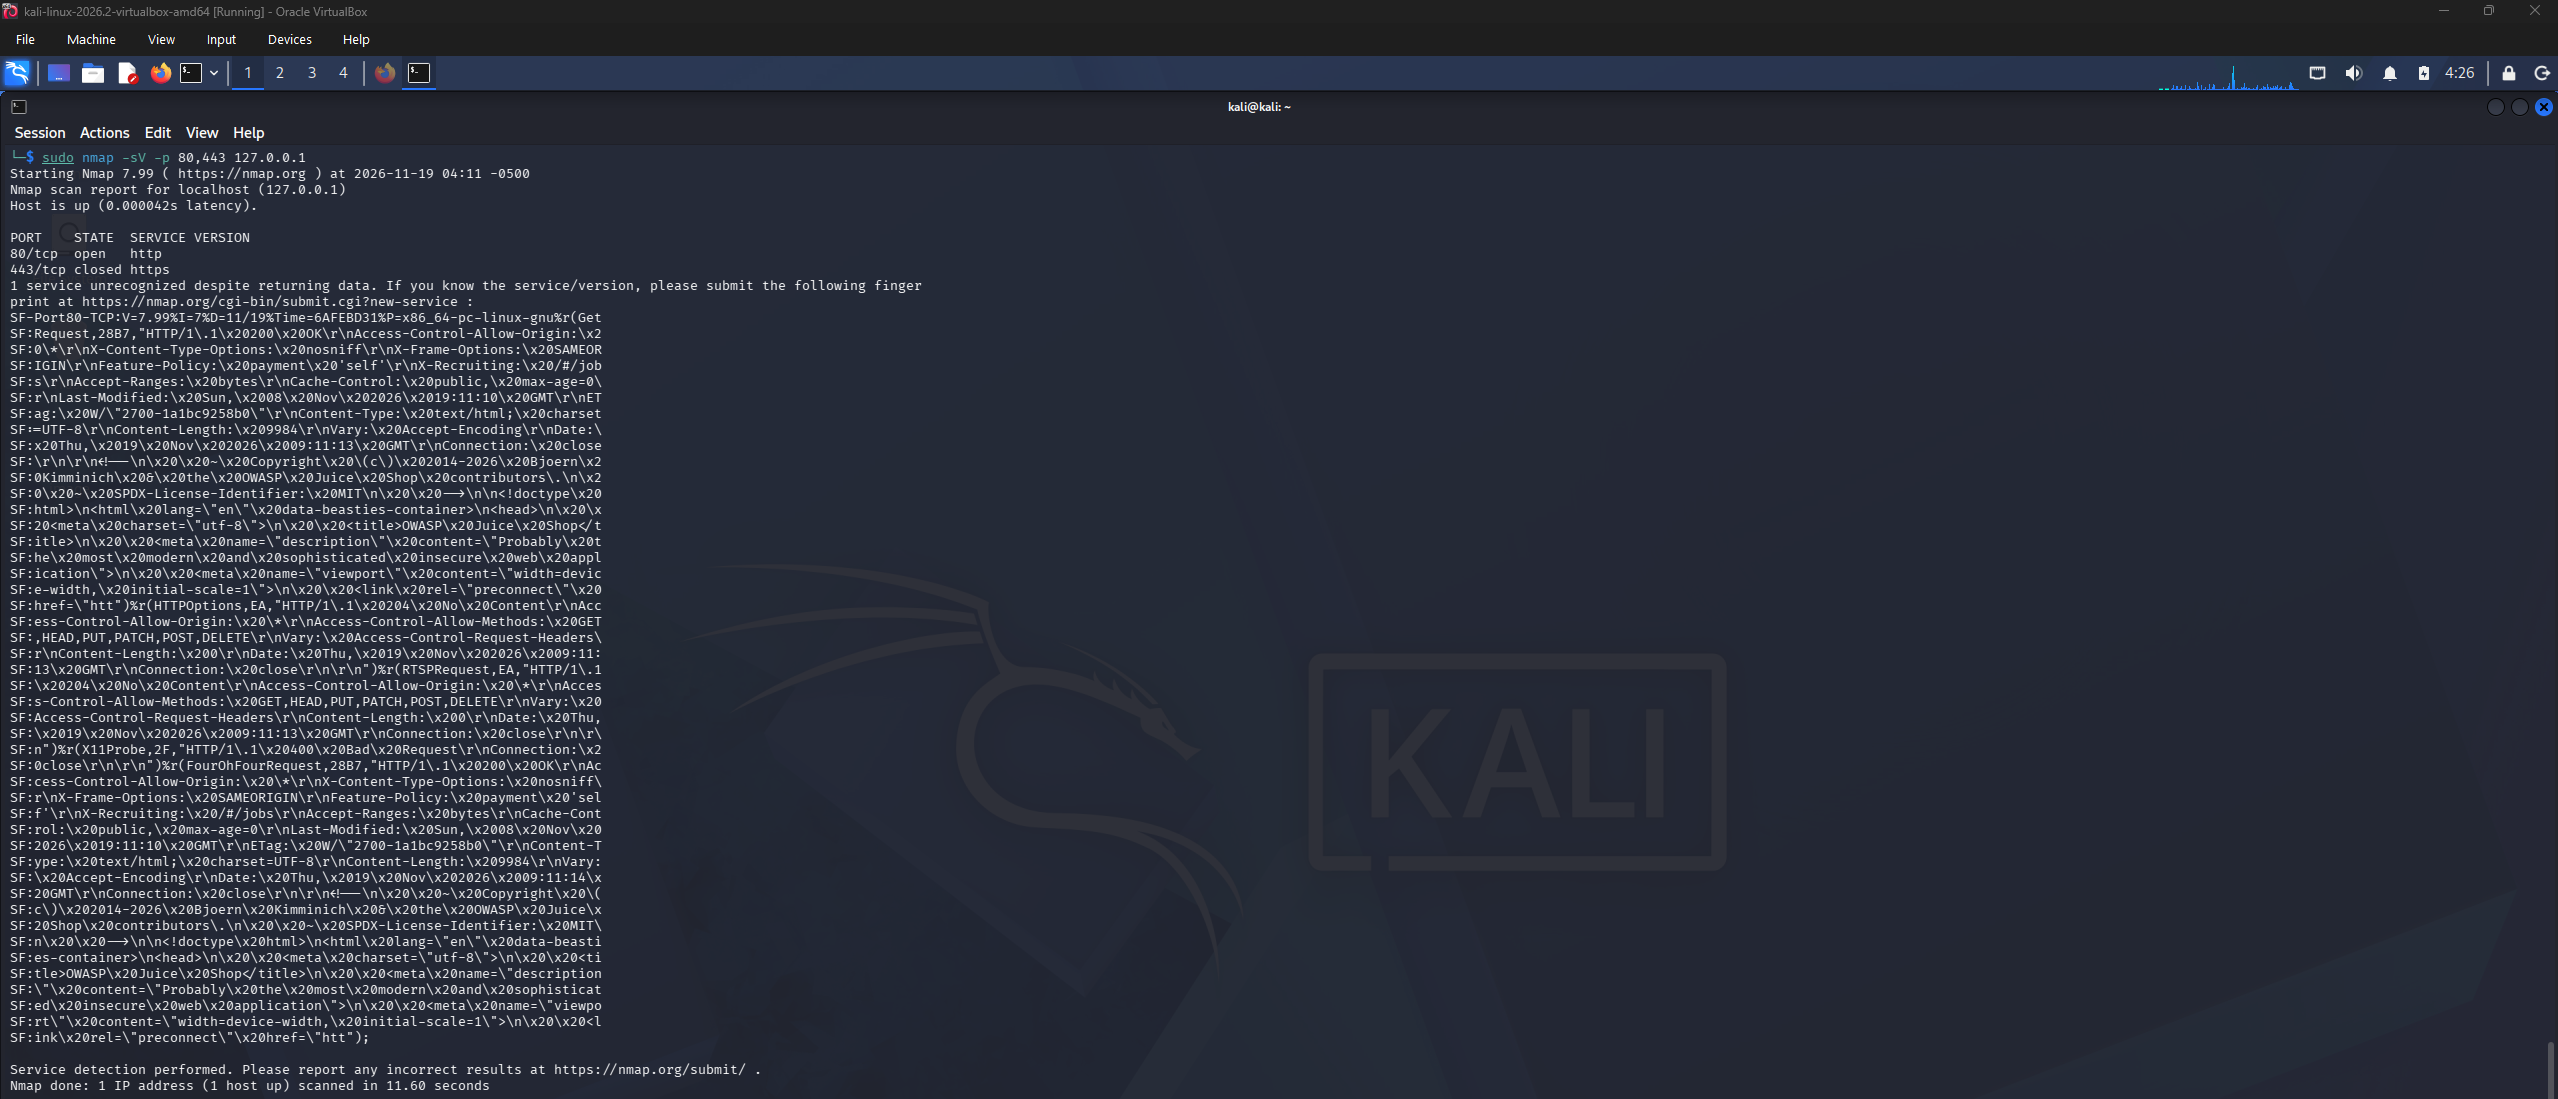 kali-linux-2026.2-virtualbox-amd64 [Running] - Oracle VirtualBox
File Machine View Input Devices Help
1 2 3 4 4:26
kali@kali: ~
Session Actions Edit View Help
└─$ sudo nmap -sV -p 80,443 127.0.0.1
Starting Nmap 7.99 ( https://nmap.org ) at 2026-11-19 04:11 -0500
Nmap scan report for localhost (127.0.0.1)
Host is up (0.000042s latency).
PORT    STATE  SERVICE VERSION
80/tcp  open   http
443/tcp closed https
1 service unrecognized despite returning data. If you know the service/version, please submit the following finger
print at https://nmap.org/cgi-bin/submit.cgi?new-service :
SF-Port80-TCP:V=7.99%I=7%D=11/19%Time=6AFEBD31%P=x86_64-pc-linux-gnu%r(Get
SF:Request,28B7,"HTTP/1\.1\x20200\x20OK\r\nAccess-Control-Allow-Origin:\x2
SF:0\*\r\nX-Content-Type-Options:\x20nosniff\r\nX-Frame-Options:\x20SAMEOR
SF:IGIN\r\nFeature-Policy:\x20payment\x20'self'\r\nX-Recruiting:\x20/#/job
SF:s\r\nAccept-Ranges:\x20bytes\r\nCache-Control:\x20public,\x20max-age=0\
SF:r\nLast-Modified:\x20Sun,\x2008\x20Nov\x202026\x2019:11:10\x20GMT\r\nET
SF:ag:\x20W/\"2700-1a1bc9258b0\"\r\nContent-Type:\x20text/html;\x20charset
SF:=UTF-8\r\nContent-Length:\x209984\r\nVary:\x20Accept-Encoding\r\nDate:\
SF:x20Thu,\x2019\x20Nov\x202026\x2009:11:13\x20GMT\r\nConnection:\x20close
SF:\r\n\r\n<!--\n\x20\x20~\x20Copyright\x20\(c\)\x202014-2026\x20Bjoern\x2
SF:0Kimminich\x20&\x20the\x20OWASP\x20Juice\x20Shop\x20contributors\.\n\x2
SF:0\x20~\x20SPDX-License-Identifier:\x20MIT\n\x20\x20-->\n\n<!doctype\x20
SF:html>\n<html\x20lang=\"en\"\x20data-beasties-container>\n<head>\n\x20\x
SF:20<meta\x20charset=\"utf-8\">\n\x20\x20<title>OWASP\x20Juice\x20Shop</t
SF:itle>\n\x20\x20<meta\x20name=\"description\"\x20content=\"Probably\x20t
SF:he\x20most\x20modern\x20and\x20sophisticated\x20insecure\x20web\x20appl
SF:ication\">\n\x20\x20<meta\x20name=\"viewport\"\x20content=\"width=devic
SF:e-width,\x20initial-scale=1\">\n\x20\x20<link\x20rel=\"preconnect\"\x20
SF:href=\"htt")%r(HTTPOptions,EA,"HTTP/1\.1\x20204\x20No\x20Content\r\nAcc
SF:ess-Control-Allow-Origin:\x20\*\r\nAccess-Control-Allow-Methods:\x20GET
SF:,HEAD,PUT,PATCH,POST,DELETE\r\nVary:\x20Access-Control-Request-Headers\
SF:r\nContent-Length:\x200\r\nDate:\x20Thu,\x2019\x20Nov\x202026\x2009:11:
SF:13\x20GMT\r\nConnection:\x20close\r\n\r\n")%r(RTSPRequest,EA,"HTTP/1\.1
SF:\x20204\x20No\x20Content\r\nAccess-Control-Allow-Origin:\x20\*\r\nAcces
SF:s-Control-Allow-Methods:\x20GET,HEAD,PUT,PATCH,POST,DELETE\r\nVary:\x20
SF:Access-Control-Request-Headers\r\nContent-Length:\x200\r\nDate:\x20Thu,
SF:\x2019\x20Nov\x202026\x2009:11:13\x20GMT\r\nConnection:\x20close\r\n\r\
SF:n")%r(X11Probe,2F,"HTTP/1\.1\x20400\x20Bad\x20Request\r\nConnection:\x2
SF:0close\r\n\r\n")%r(FourOhFourRequest,28B7,"HTTP/1\.1\x20200\x20OK\r\nAc
SF:cess-Control-Allow-Origin:\x20\*\r\nX-Content-Type-Options:\x20nosniff\
SF:r\nX-Frame-Options:\x20SAMEORIGIN\r\nFeature-Policy:\x20payment\x20'sel
SF:f'\r\nX-Recruiting:\x20/#/jobs\r\nAccept-Ranges:\x20bytes\r\nCache-Cont
SF:rol:\x20public,\x20max-age=0\r\nLast-Modified:\x20Sun,\x2008\x20Nov\x20
SF:2026\x2019:11:10\x20GMT\r\nETag:\x20W/\"2700-1a1bc9258b0\"\r\nContent-T
SF:ype:\x20text/html;\x20charset=UTF-8\r\nContent-Length:\x209984\r\nVary:
SF:\x20Accept-Encoding\r\nDate:\x20Thu,\x2019\x20Nov\x202026\x2009:11:14\x
SF:20GMT\r\nConnection:\x20close\r\n\r\n<!--\n\x20\x20~\x20Copyright\x20\(
SF:c\)\x202014-2026\x20Bjoern\x20Kimminich\x20&\x20the\x20OWASP\x20Juice\x
SF:20Shop\x20contributors\.\n\x20\x20~\x20SPDX-License-Identifier:\x20MIT\
SF:n\x20\x20-->\n\n<!doctype\x20html>\n<html\x20lang=\"en\"\x20data-beasti
SF:es-container>\n<head>\n\x20\x20<meta\x20charset=\"utf-8\">\n\x20\x20<ti
SF:tle>OWASP\x20Juice\x20Shop</title>\n\x20\x20<meta\x20name=\"description
SF:\"\x20content=\"Probably\x20the\x20most\x20modern\x20and\x20sophisticat
SF:ed\x20insecure\x20web\x20application\">\n\x20\x20<meta\x20name=\"viewpo
SF:rt\"\x20content=\"width=device-width,\x20initial-scale=1\">\n\x20\x20<l
SF:ink\x20rel=\"preconnect\"\x20href=\"htt");
Service detection performed. Please report any incorrect results at https://nmap.org/submit/ .
Nmap done: 1 IP address (1 host up) scanned in 11.60 seconds
KALI